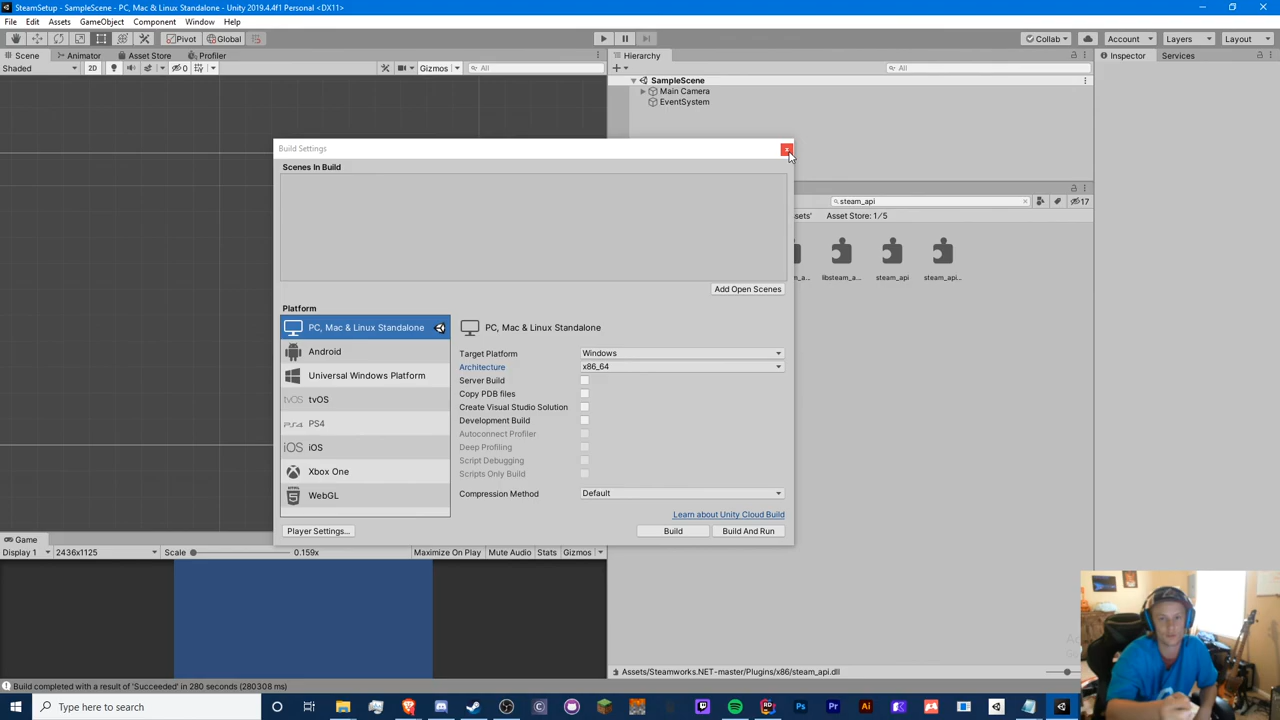 SteamSetup - SampleScene - PC, Mac & Linux Standalone - Unity 2019.4.4f1 Personal <DX11>
File Edit Assets GameObject Component Window Help
Pivot Global Collab Account Layers Layout
Scene Animator Asset Store Profiler
Hierarchy
Inspector Services
Shaded 2D 0 Gizmos All
All
SampleScene
Main Camera
EventSystem
Build Settings
Scenes In Build
Add Open Scenes
steam_api
17
ssets' Asset Store: 1/5
m_a... libsteam_a... steam_api steam_api...
Platform
PC, Mac & Linux Standalone
Android
Universal Windows Platform
tvOS tvOS
PS4
iOS iOS
Xbox One
WebGL
PC, Mac & Linux Standalone
Target Platform Windows
Architecture x86_64
Server Build
Copy PDB files
Create Visual Studio Solution
Development Build
Autoconnect Profiler
Deep Profiling
Script Debugging
Scripts Only Build
Compression Method Default
Learn about Unity Cloud Build
Player Settings... Build Build And Run
Game
Display 1 2436x1125 Scale 0.159x Maximize On Play Mute Audio Stats Gizmos
Assets/Steamworks.NET-master/Plugins/x86/steam_api.dll
Build completed with a result of 'Succeeded' in 280 seconds (280308 ms)
Type here to search